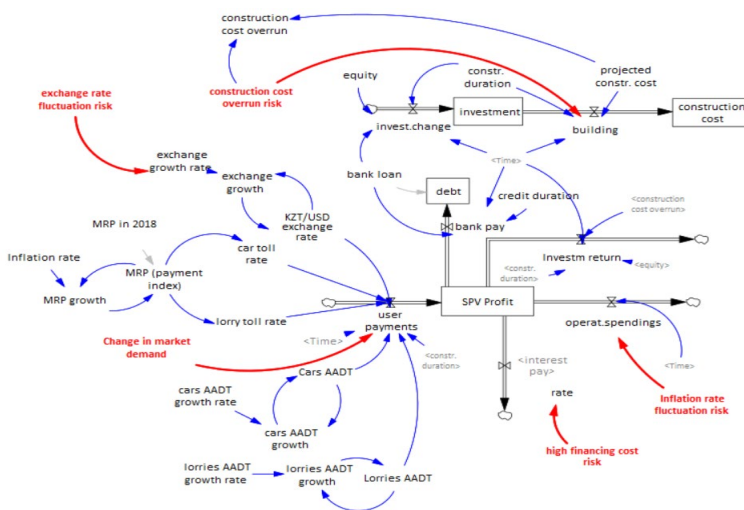 construction
cost overrun
exchange rate
fluctuation risk
construction cost
overrun risk
equity
constr.
duration
projected
constr. cost
investment
construction
cost
invest.change
building
<Time>
exchange
growth rate
exchange
growth
bank loan
debt
credit duration
<construction
cost overrun>
MRP in 2018
KZT/USD
exchange
rate
bank pay
Inflation rate
car toll
rate
MRP (payment
index)
MRP growth
Investm return
<constr.
duration>
<equity>
lorry toll rate
user
payments
SPV Profit
operat.spendings
Change in market
demand
<Time>
<constr.
duration>
<interest
pay>
<Time>
Cars AADT
cars AADT
growth rate
rate
Inflation rate
fluctuation risk
cars AADT
growth
high financing cost
risk
lorries AADT
growth rate
lorries AADT
growth
Lorries AADT